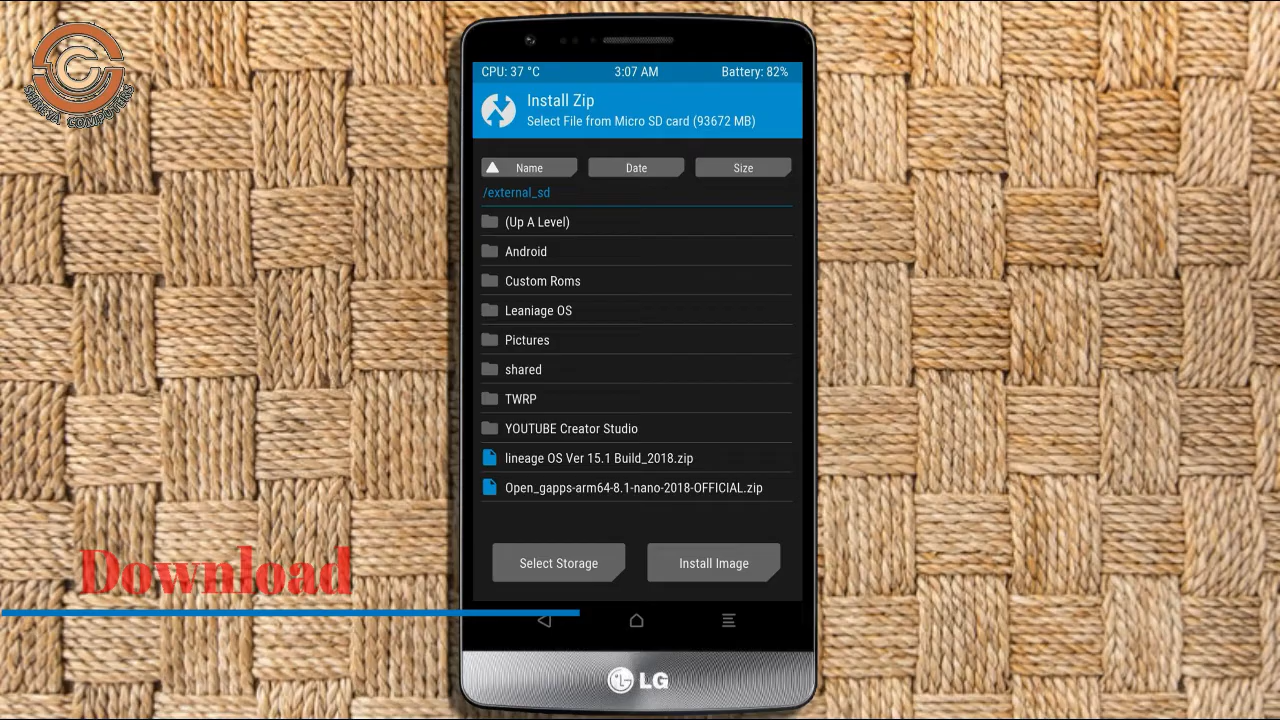 SHREYA COMPUTERS
CPU: 37 °C 3:07 AM Battery: 82%
Install Zip
Select File from Micro SD card (93672 MB)
Name Date Size
/external_sd
(Up A Level)
Android
Custom Roms
Leaniage OS
Pictures
shared
TWRP
YOUTUBE Creator Studio
lineage OS Ver 15.1 Build_2018.zip
Open_gapps-arm64-8.1-nano-2018-OFFICIAL.zip
Select Storage Install Image
Download
LG